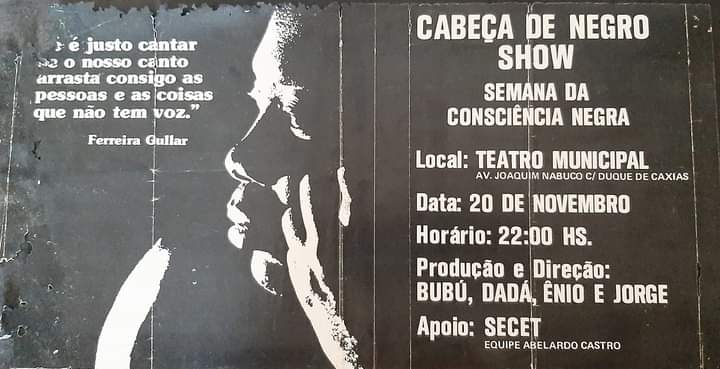 é justo cantar
o nosso canto
arrasta consigo as
pessoas e as coisas
que não tem voz."
Ferreira Gullar
CABEÇA DE NEGRO
SHOW
SEMANA DA
CONSCIÊNCIA NEGRA
Local: TEATRO MUNICIPAL
AV. JOAQUIM NABUCO C/ DUQUE DE CAXIAS
Data: 20 DE NOVEMBRO
Horário: 22:00 HS.
Produção e Direção:
BUBÚ, DADÁ, ÊNIO E JORGE
Apoio: SECET
EQUIPE ABELARDO CASTRO